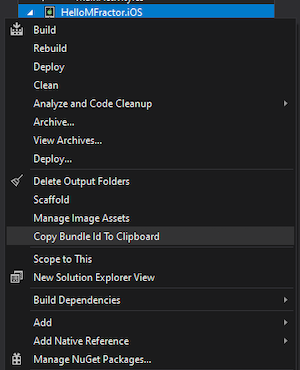 HelloMFractor.iOS
Build
Rebuild
Deploy
Clean
Analyze and Code Cleanup
Archive...
View Archives...
Deploy...
Delete Output Folders
Scaffold
Manage Image Assets
Copy Bundle Id To Clipboard
Scope to This
New Solution Explorer View
Build Dependencies
Add
Add Native Reference
Manage NuGet Packages...